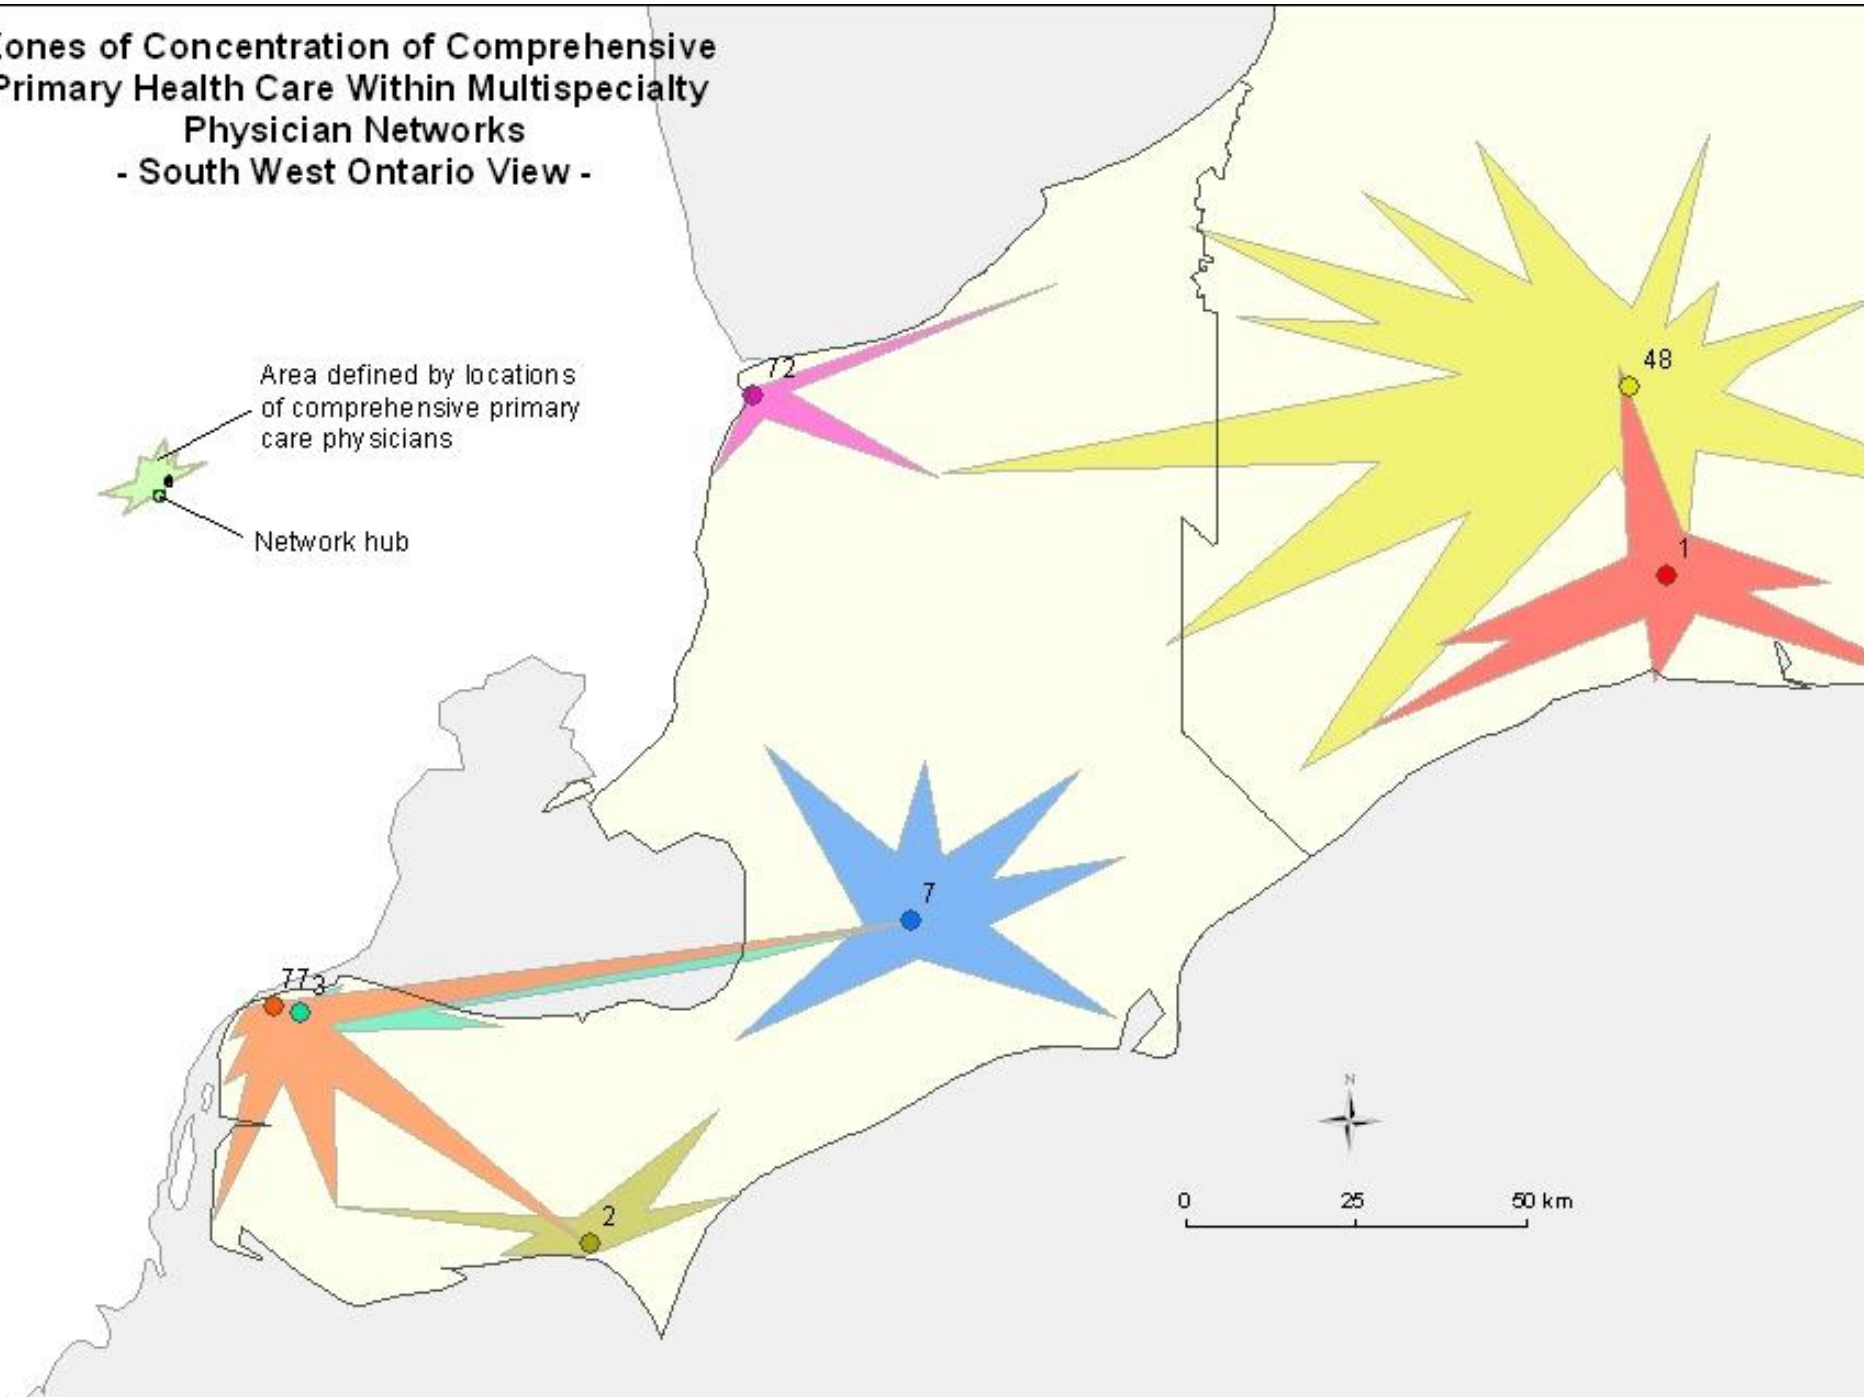 ones of Concentration of Comprehensive
Primary Health Care Within Multispecialty
Physician Networks
- South West Ontario View -
72
48
Area defined by locations
of comprehensive primary
care physicians
Network hub
1
7
77
3
N
2
0 25 50 km